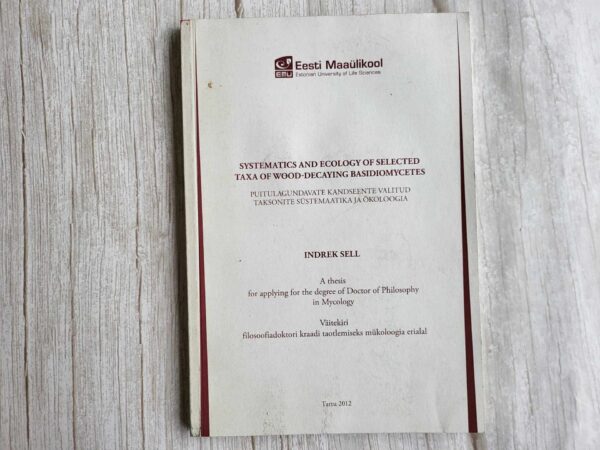 EMÜ
Eesti Maaülikool
Estonian University of Life Sciences
SYSTEMATICS AND ECOLOGY OF SELECTED
TAXA OF WOOD-DECAYING BASIDIOMYCETES
PUITULAGUNDAVATE KANDSEENTE VALITUD
TAKSONITE SÜSTEMAATIKA JA ÖKOLOOGIA
INDREK SELL
A thesis
for applying for the degree of Doctor of Philosophy
in Mycology
Väitekiri
filosoofiadoktori kraadi taotlemiseks mükoloogia erialal
Tartu 2012